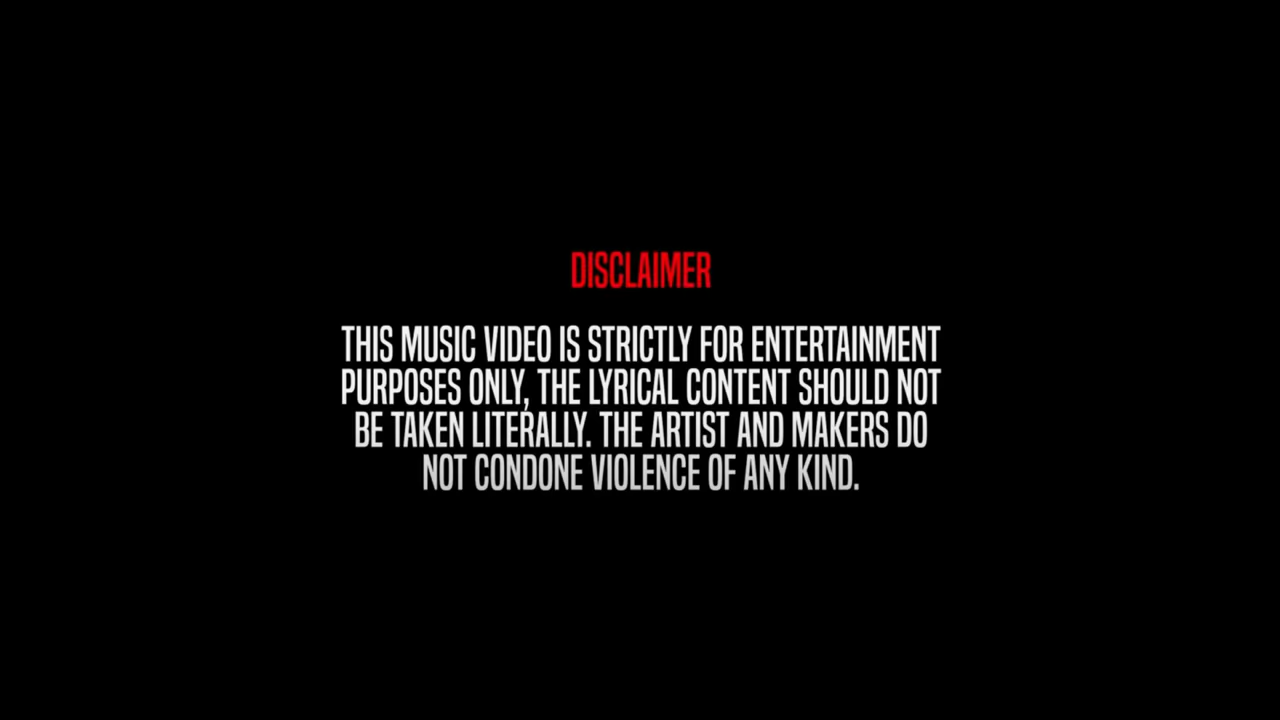 DISCLAIMER
THIS MUSIC VIDEO IS STRICTLY FOR ENTERTAINMENT
PURPOSES ONLY, THE LYRICAL CONTENT SHOULD NOT
BE TAKEN LITERALLY. THE ARTIST AND MAKERS DO
NOT CONDONE VIOLENCE OF ANY KIND.